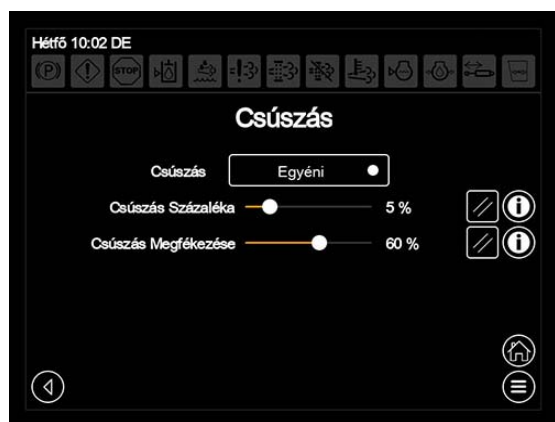 Hétfő 10:02 DE
STOP
Csúszás
Csúszás Egyéni
Csúszás Százaléka 5 %
Csúszás Megfékezése 60 %